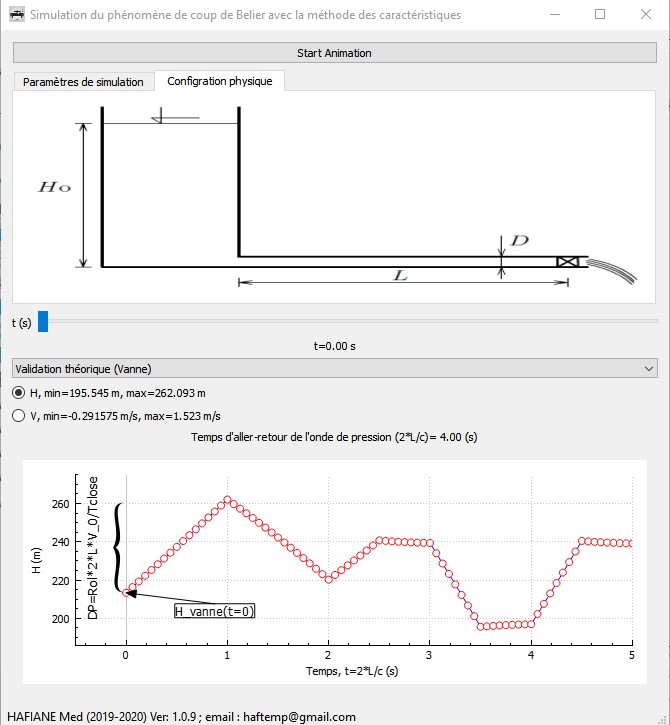 Simulation du phénomène de coup de Belier avec la méthode des caractéristiques
Start Animation
Paramètres de simulation
Configration physique
Ho
D
L
t (s)
t=0.00 s
Validation théorique (Vanne)
H, min=195.545 m, max=262.093 m
V, min=-0.291575 m/s, max=1.523 m/s
Temps d'aller-retour de l'onde de pression (2*L/c)= 4.00 (s)
H (m)
DP=Rol*2*L*V_0/Tclose
260
240
220
200
H_vanne(t=0)
0 1 2 3 4 5
Temps, t=2*L/c (s)
HAFIANE Med (2019-2020) Ver: 1.0.9 ; email : haftemp@gmail.com